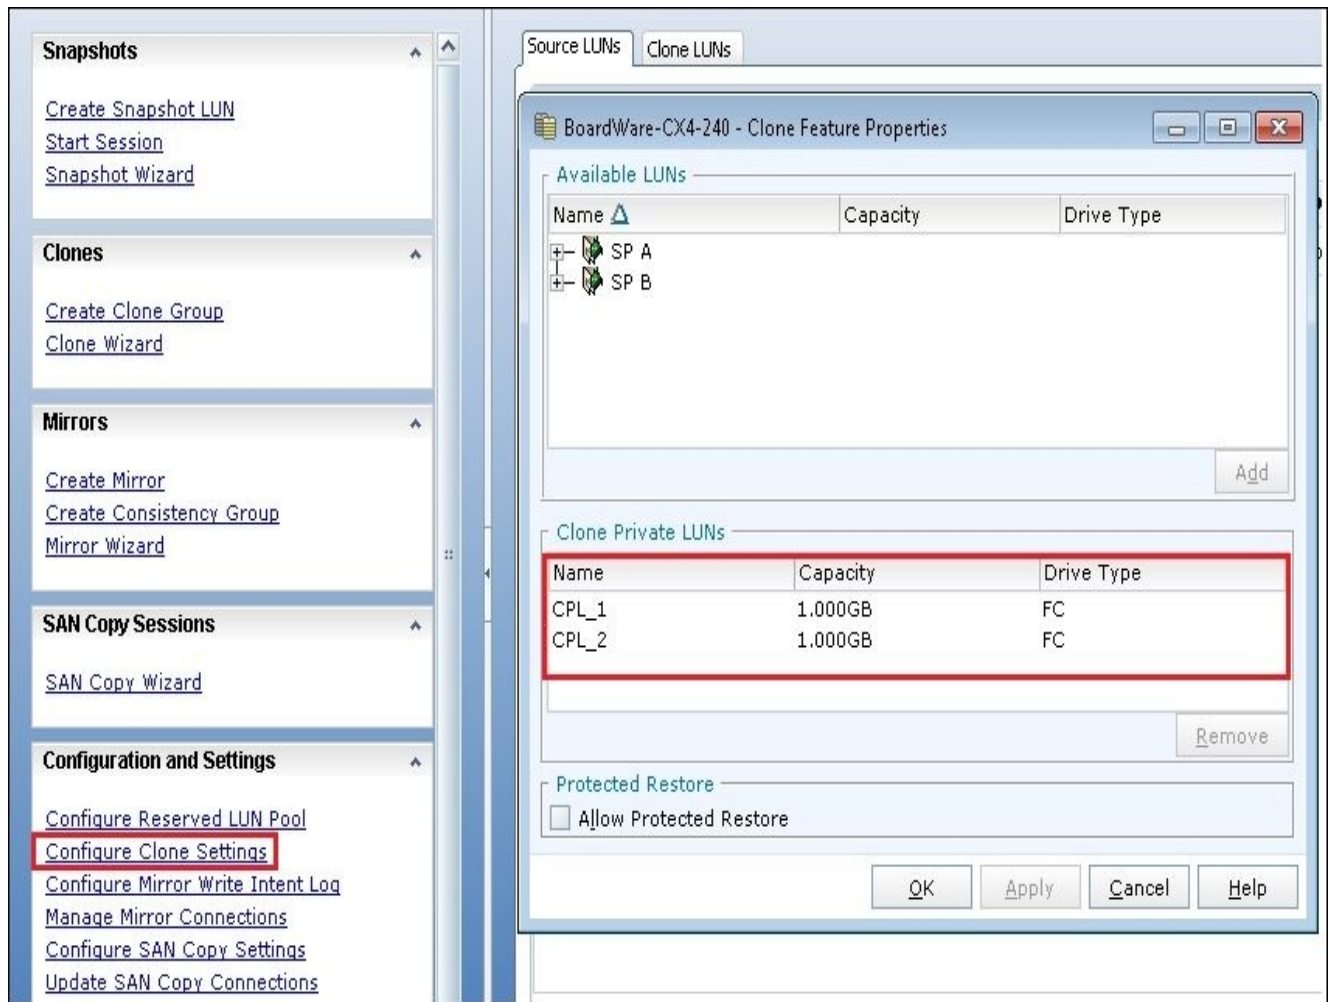 Snapshots
Create Snapshot LUN
Start Session
Snapshot Wizard
Clones
Create Clone Group
Clone Wizard
Mirrors
Create Mirror
Create Consistency Group
Mirror Wizard
SAN Copy Sessions
SAN Copy Wizard
Configuration and Settings
Configure Reserved LUN Pool
Configure Clone Settings
Configure Mirror Write Intent Log
Manage Mirror Connections
Configure SAN Copy Settings
Update SAN Copy Connections
Source LUNs Clone LUNs
BoardWare-CX4-240 - Clone Feature Properties
Available LUNs
Name Capacity Drive Type
SP A
SP B
Add
Clone Private LUNs
Name Capacity Drive Type
CPL_1 1.000GB FC
CPL_2 1.000GB FC
Remove
Protected Restore
Allow Protected Restore
OK Apply Cancel Help